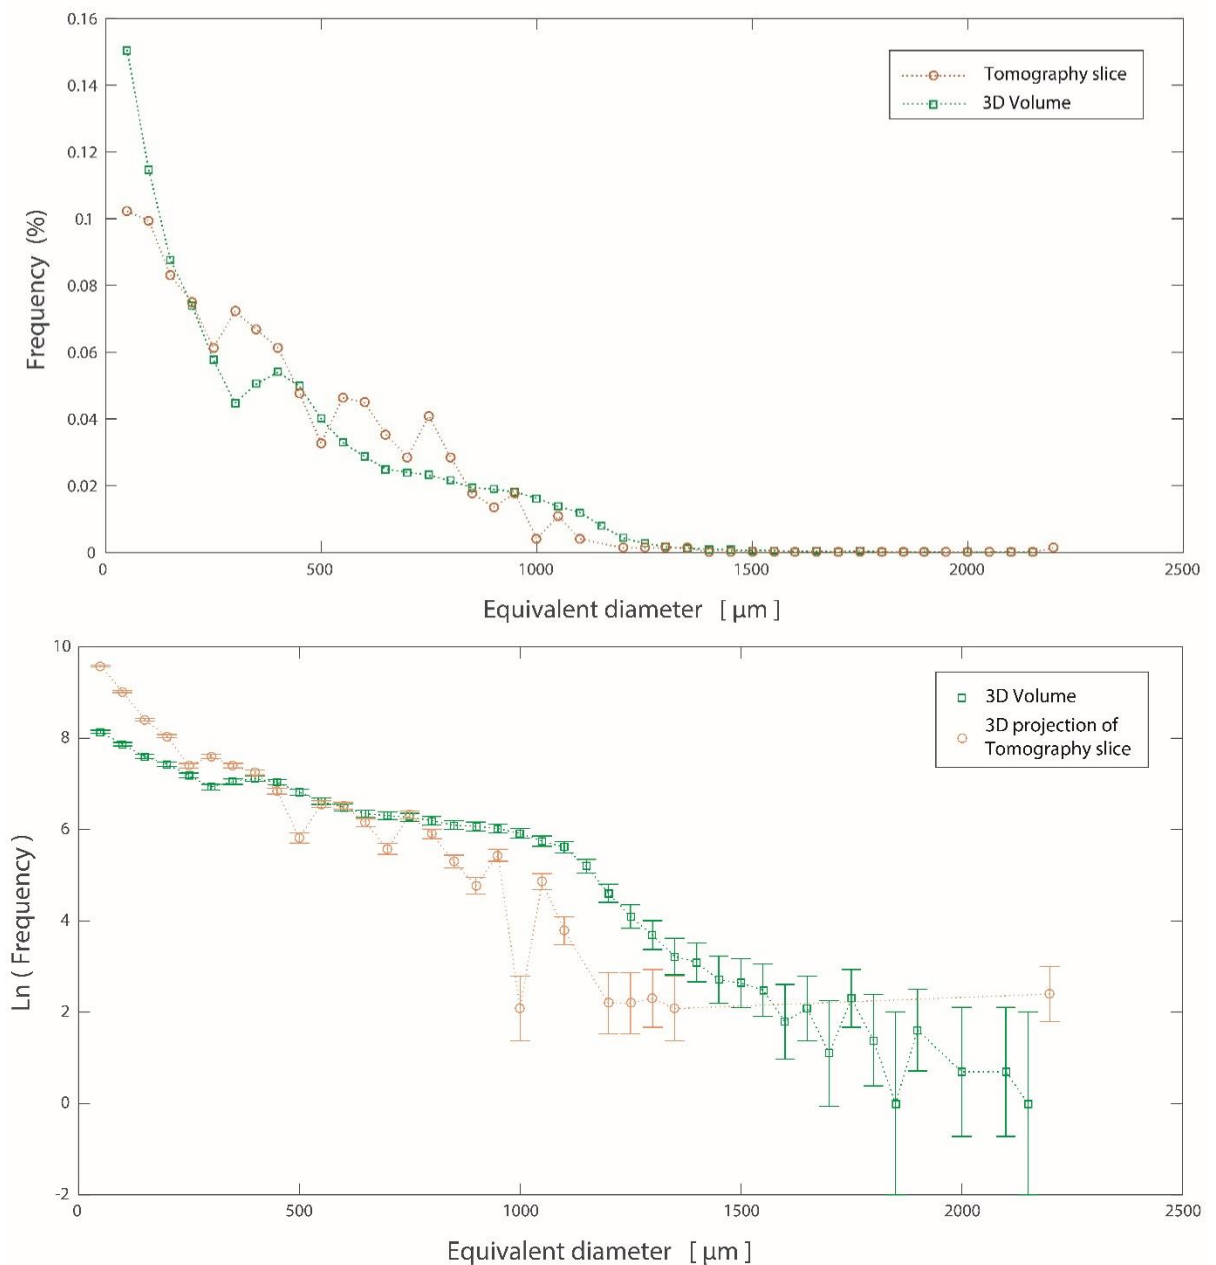 0.16
0.14
0.12
0.1
0.08
0.06
0.04
0.02
0
Frequency (%)
Tomography slice
3D Volume
0 500 1000 1500 2000 2500
Equivalent diameter [ µm ]
10
8
6
4
2
0
-2
Ln ( Frequency )
3D Volume
3D projection of
Tomography slice
0 500 1000 1500 2000 2500
Equivalent diameter [ µm ]